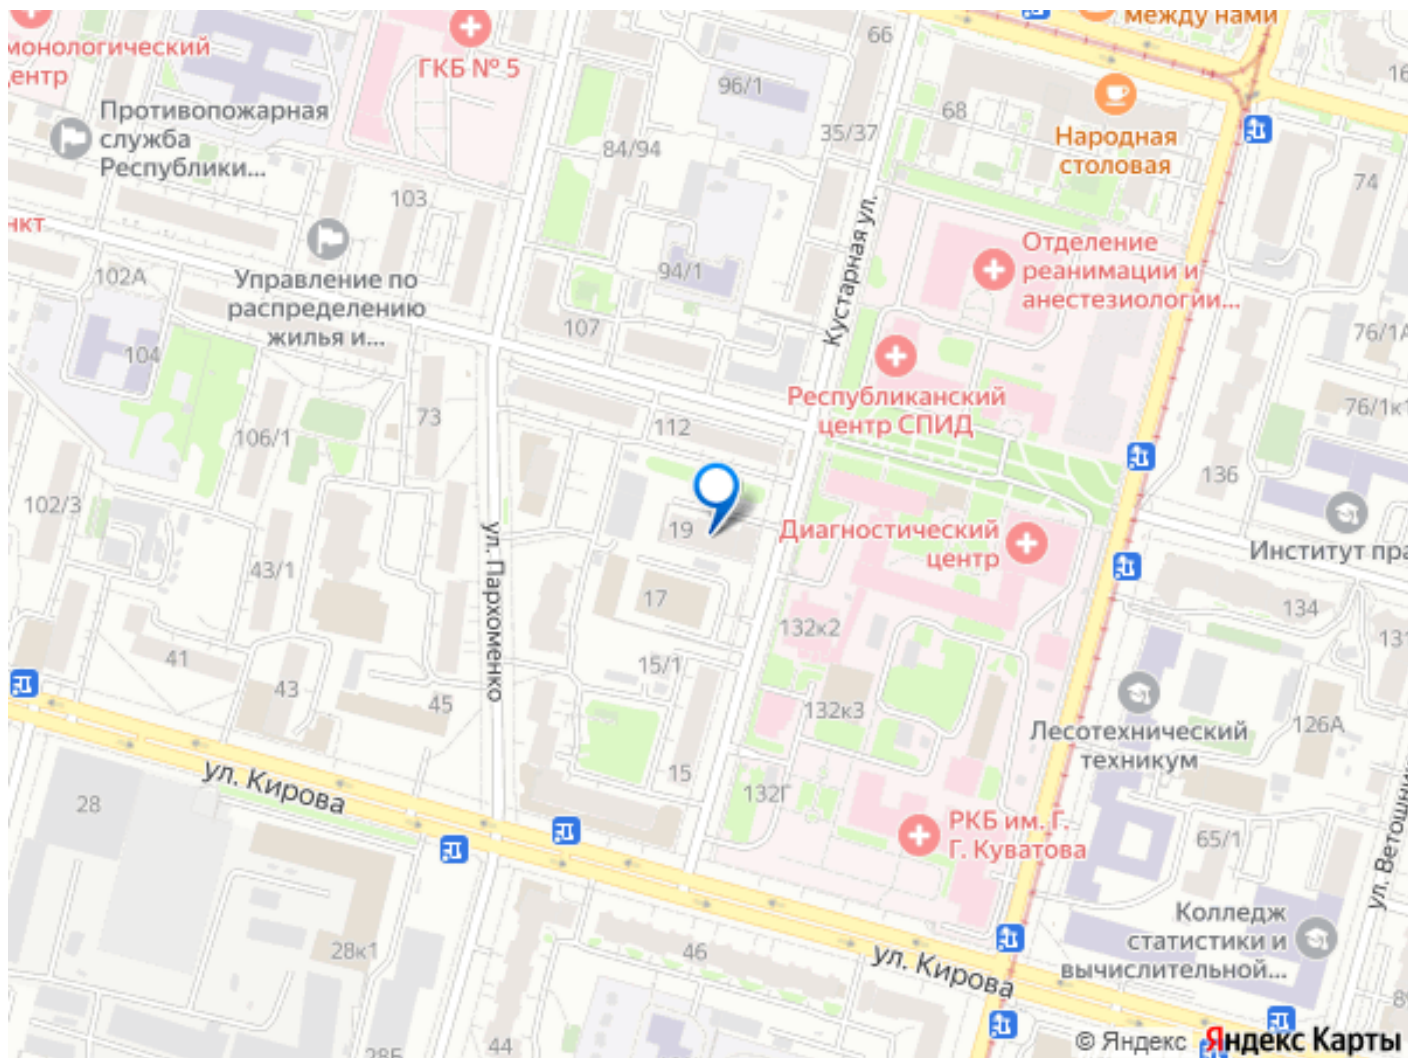 между нами
66
16
монологический
центр
ГКБ № 5
96/1
68
Народная
столовая
Противопожарная
служба
Республики...
84/94
35/37
74
103
нкт
Кустарная ул.
Отделение
реанимации и
анестезиологии...
102А
Управление по
распределению
жилья и...
94/1
107
76/1А
104
Республиканский
центр СПИД
73
112
106/1
76/1к1
136
102/3
19
Диагностический
центр
Институт пра
43/1
ул. Пархоменко
17
134
132к2
131
41
15/1
43
45
132к3
Лесотехнический
техникум
126А
ул. Кирова
15
28
132Г
РКБ им. Г.
Г. Куватова
65/1
ул. Ветошник
Колледж
статистики и
вычислительной...
28к1
46
ул. Кирова
89
44
28Б
© Яндекс Яндекс Карты